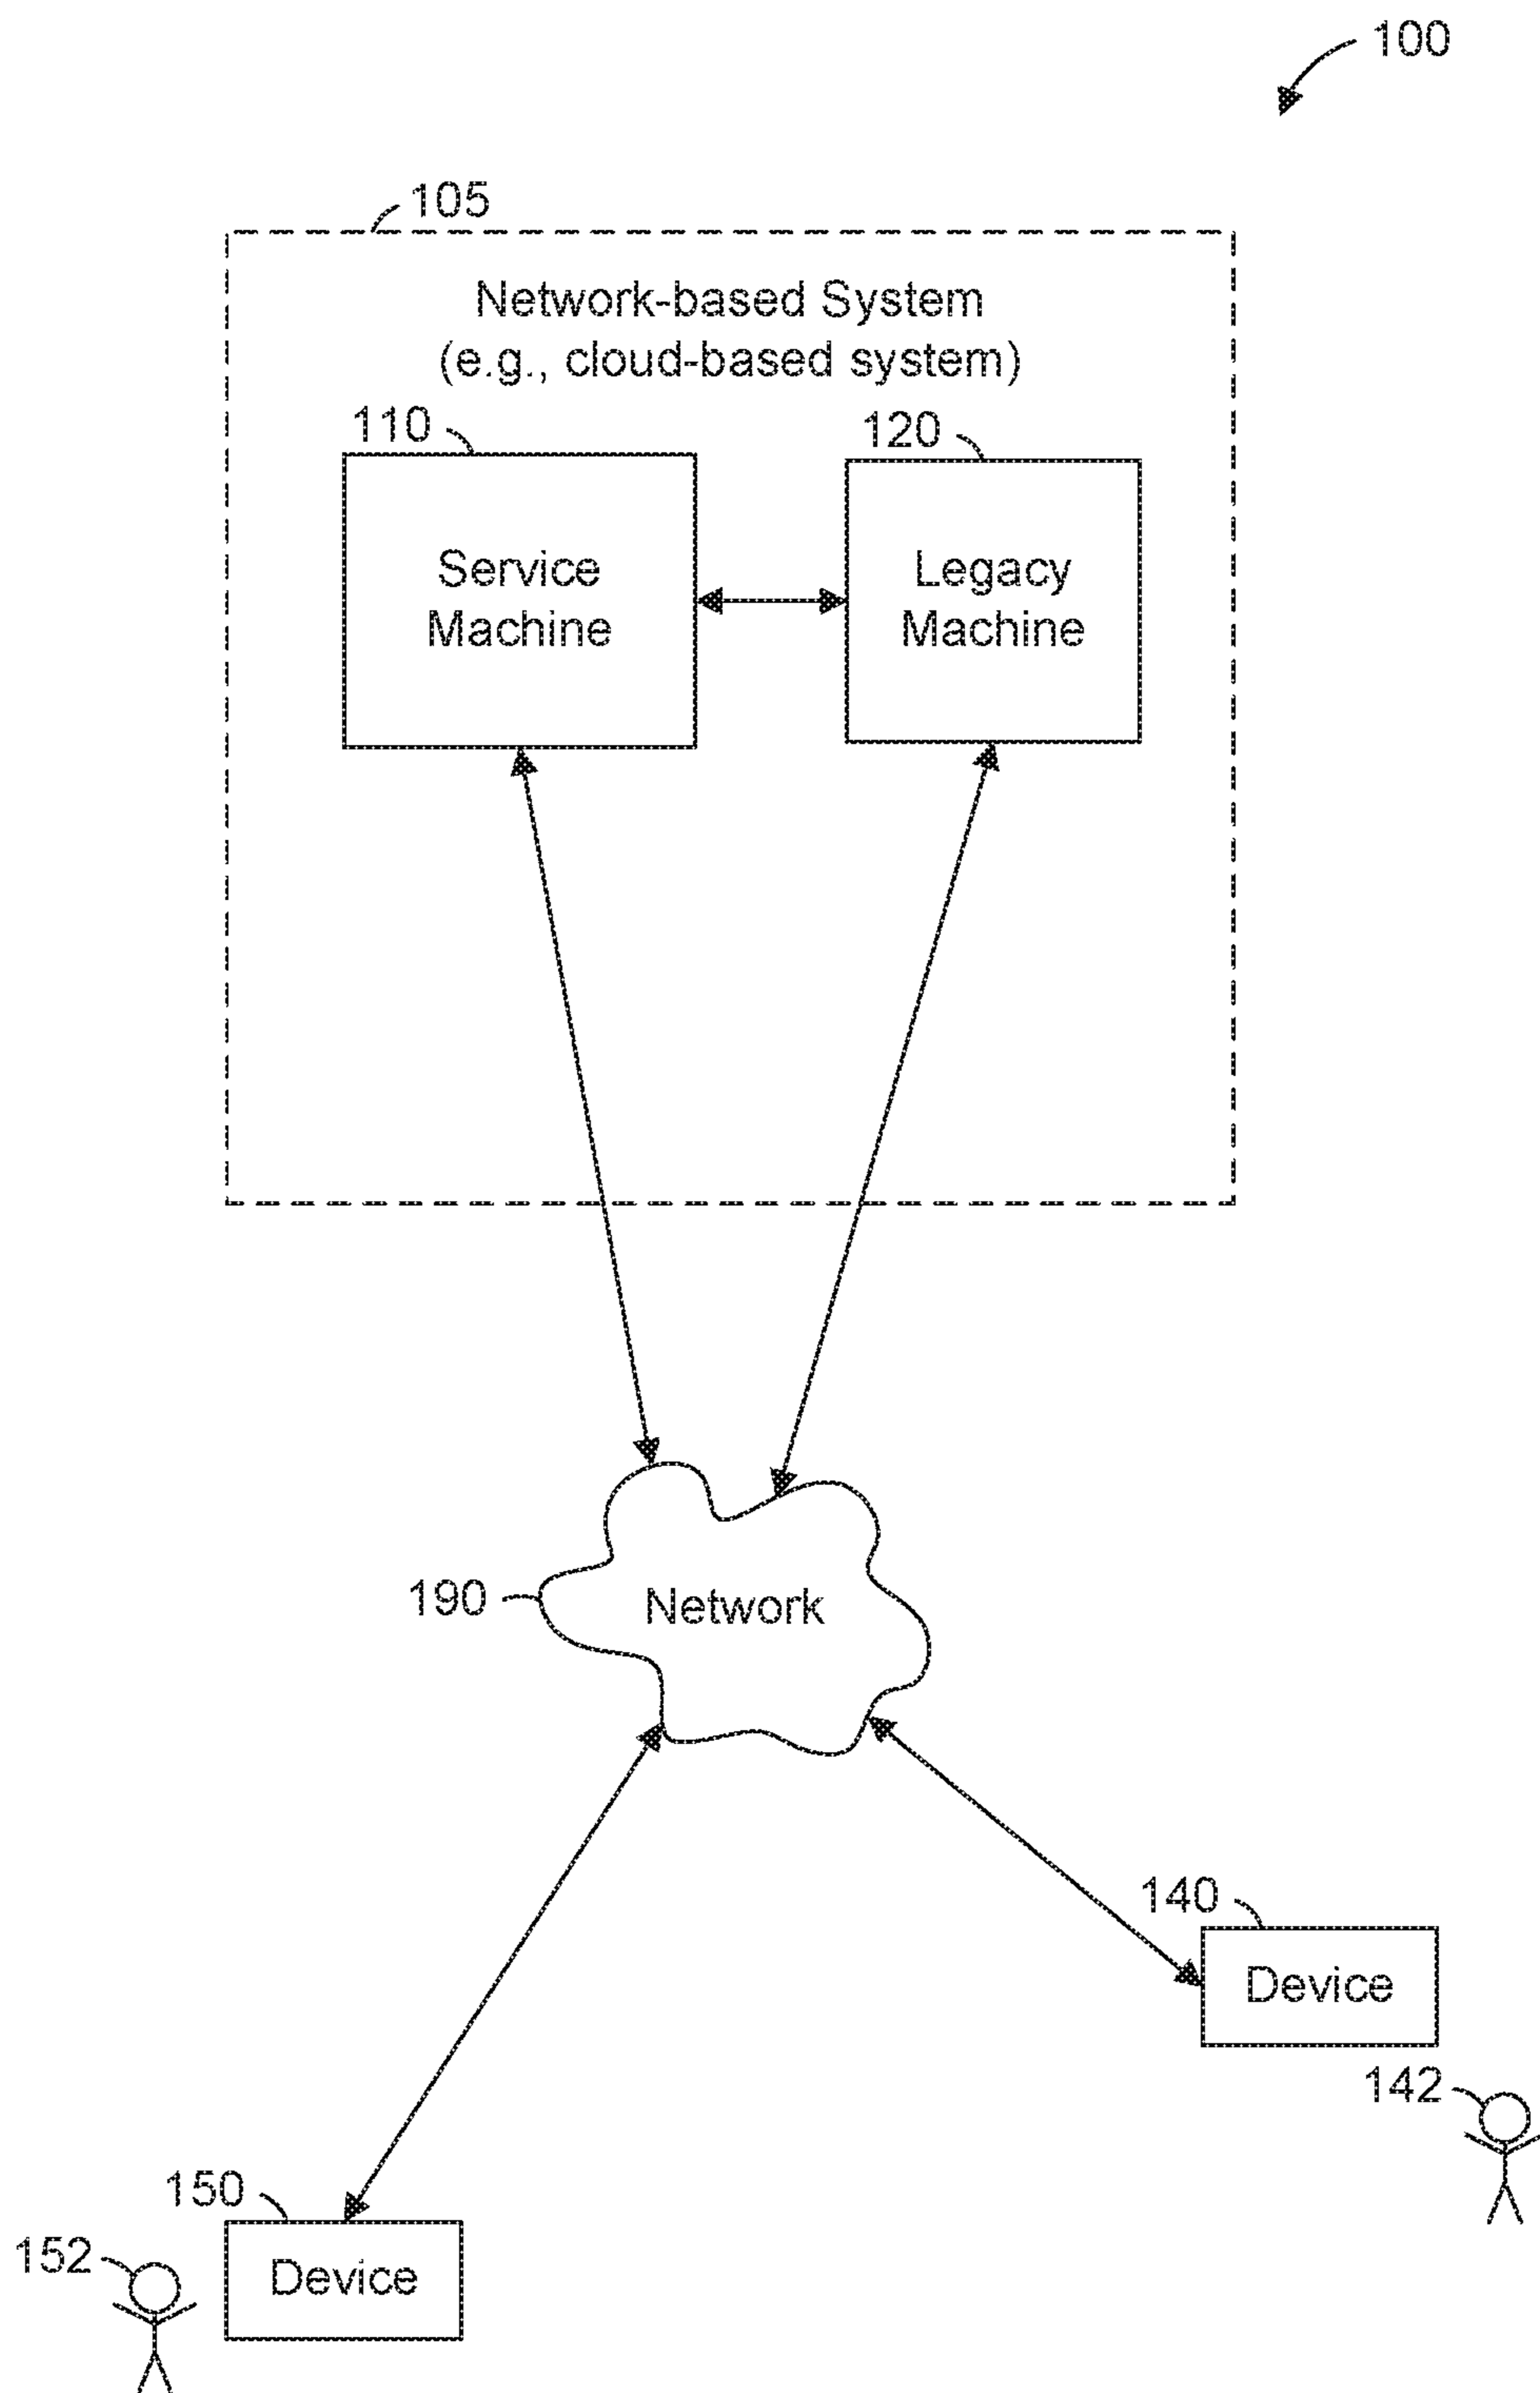 100
105
Network-based System
(e.g., cloud-based system)
110
120
Service
Machine
Legacy
Machine
190
Network
140
Device
142
150
152
Device